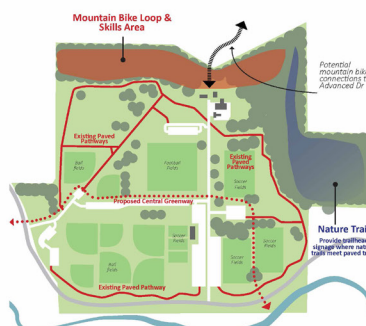 Mountain Bike Loop &
Skills Area
Potential
mountain bik
connections t
Advanced Dr
Existing Paved
Pathways
Ball
Fields
Football
Fields
Existing
Paved
Pathways
Soccer
Fields
Proposed Central Greenway
Nature Trai
Provide trailhea
signage where natu
trails meet paved t
Soccer
Fields
Soccer
Fields
Ball
Fields
Soccer
Fields
Existing Paved Pathway